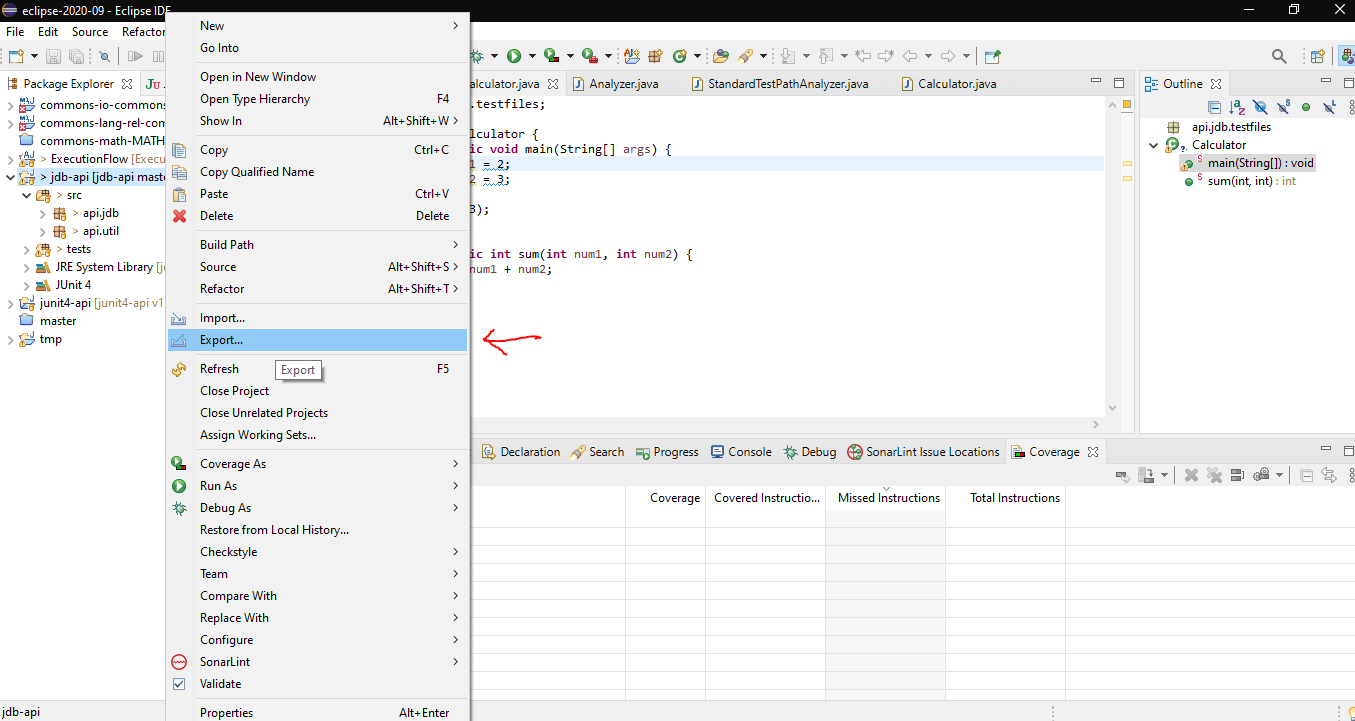 eclipse-2020-09 - Eclipse IDE
File Edit Source Refactor
Package Explorer Ju
commons-io-commons
commons-lang-rel-com
commons-math-MATH
> ExecutionFlow [Execu
> jdb-api [jdb-api maste
> src
> api.jdb
> api.util
> tests
JRE System Library [j
JUnit 4
junit4-api [junit4-api v1
master
tmp
New
Go Into
Open in New Window
Open Type Hierarchy F4
Show In Alt+Shift+W
Copy Ctrl+C
Copy Qualified Name
Paste Ctrl+V
Delete Delete
Build Path
Source Alt+Shift+S
Refactor Alt+Shift+T
Import...
Export...
Export
Refresh F5
Close Project
Close Unrelated Projects
Assign Working Sets...
Coverage As
Run As
Debug As
Restore from Local History...
Checkstyle
Team
Compare With
Replace With
Configure
SonarLint
Validate
Properties Alt+Enter
alculator.java Analyzer.java StandardTestPathAnalyzer.java Calculator.java
.testfiles;
lculator {
ic void main(String[] args) {
1 = 2;
2 = 3;
3);
ic int sum(int num1, int num2) {
num1 + num2;
Outline
api.jdb.testfiles
Calculator
main(String[]) : void
sum(int, int) : int
Declaration Search Progress Console Debug SonarLint Issue Locations Coverage
Coverage Covered Instructio... Missed Instructions Total Instructions
jdb-api